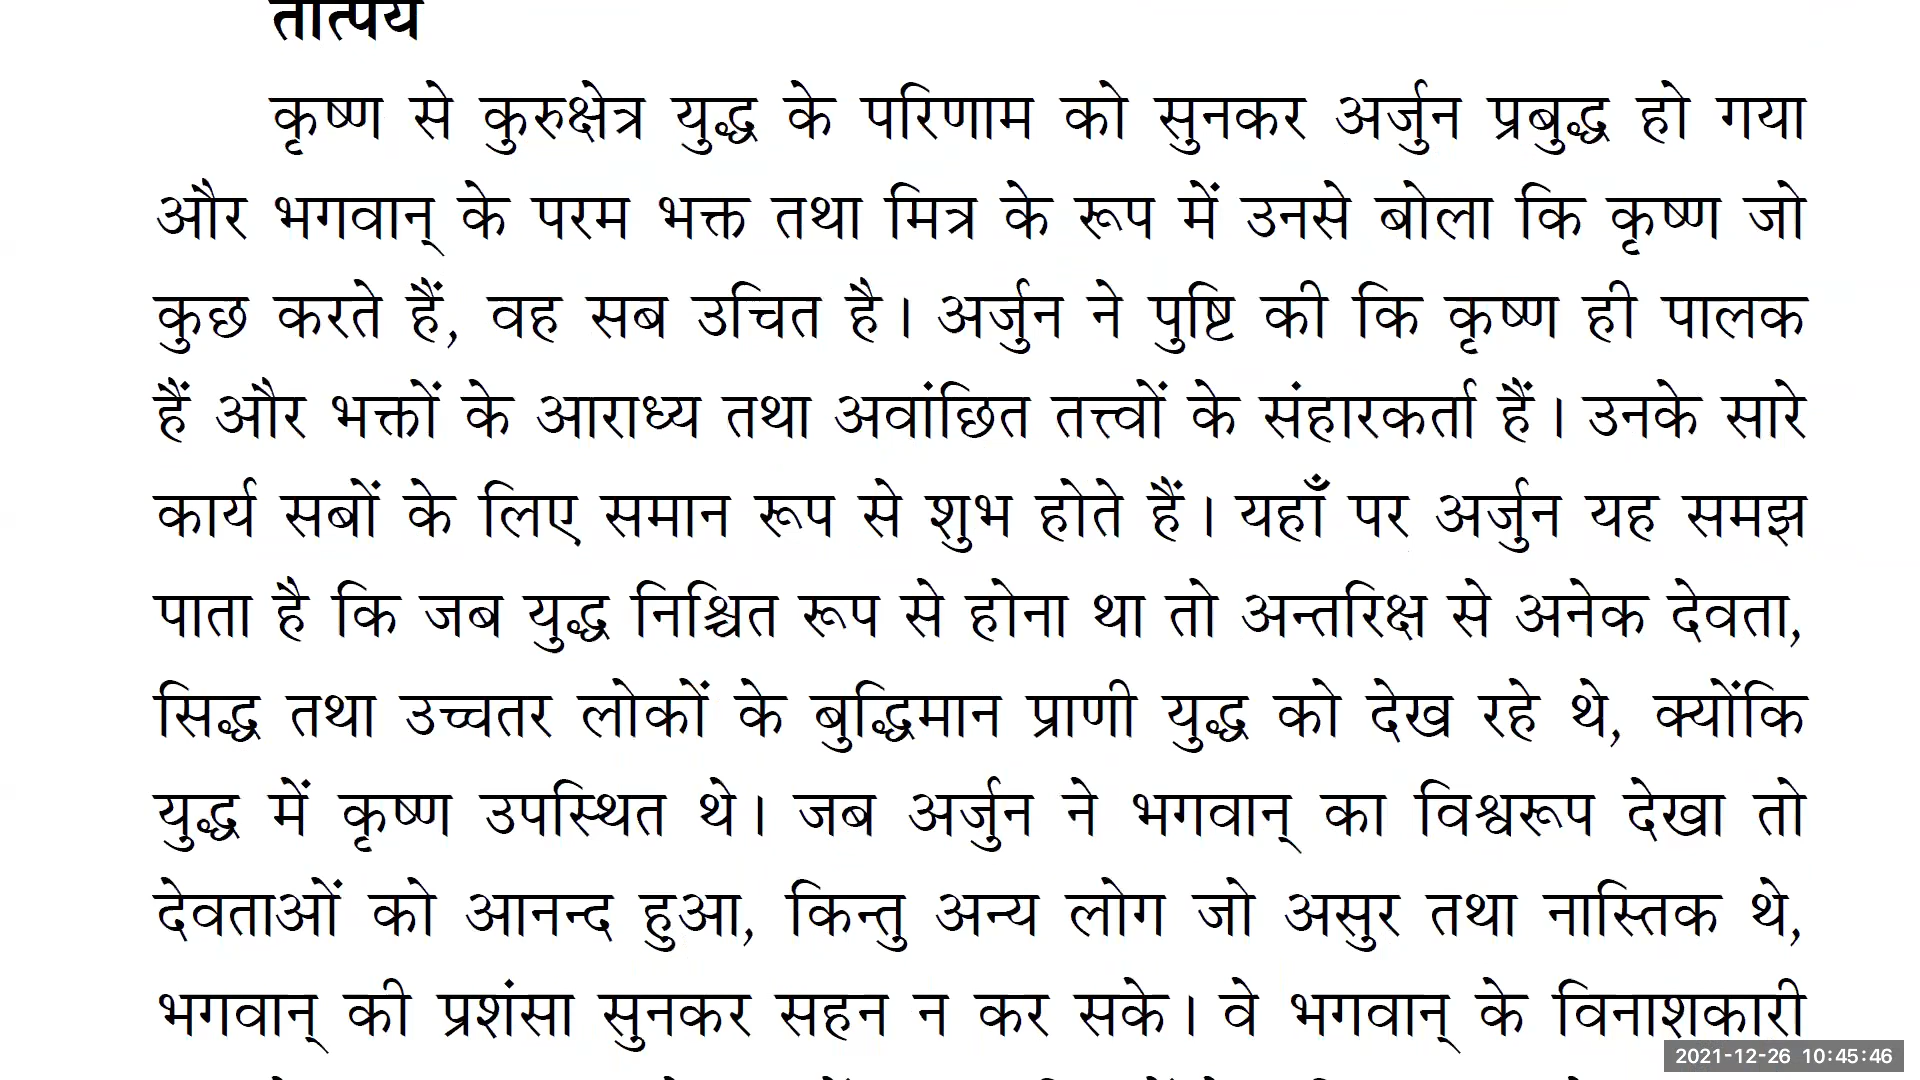 तात्पर्य
कृष्ण से कुरुक्षेत्र युद्ध के परिणाम को सुनकर अर्जुन प्रबुद्ध हो गया
और भगवान् के परम भक्त तथा मित्र के रूप में उनसे बोला कि कृष्ण जो
कुछ करते हैं, वह सब उचित है। अर्जुन ने पुष्टि की कि कृष्ण ही पालक
हैं और भक्तों के आराध्य तथा अवांछित तत्त्वों के संहारकर्ता हैं। उनके सारे
कार्य सबों के लिए समान रूप से शुभ होते हैं। यहाँ पर अर्जुन यह समझ
पाता है कि जब युद्ध निश्चित रूप से होना था तो अन्तरिक्ष से अनेक देवता,
सिद्ध तथा उच्चतर लोकों के बुद्धिमान प्राणी युद्ध को देख रहे थे, क्योंकि
युद्ध में कृष्ण उपस्थित थे। जब अर्जुन ने भगवान् का विश्वरूप देखा तो
देवताओं को आनन्द हुआ, किन्तु अन्य लोग जो असुर तथा नास्तिक थे,
भगवान् की प्रशंसा सुनकर सहन न कर सके। वे भगवान् के विनाशकारी
2021-12-26 10:45:46